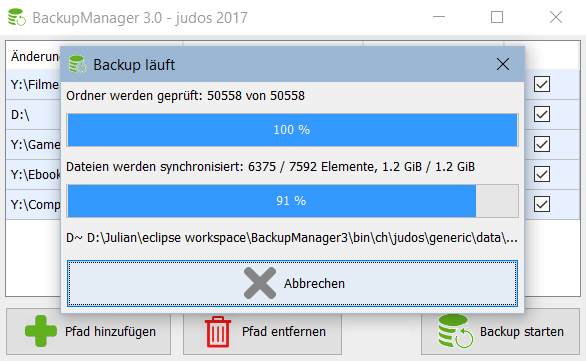 BackupManager 3.0 - judos 2017
Änderun
Backup läuft
Y:\Filme
Ordner werden geprüft: 50558 von 50558
D:\
100 %
Y:\Game
Dateien werden synchronisiert: 6375 / 7592 Elemente, 1.2 GiB / 1.2 GiB
Y:\Ebook
91 %
Y:\Comp
D~ D:\Julian\eclipse workspace\BackupManager3\bin\ch\judos\generic\data\...
Abbrechen
Pfad hinzufügen
Pfad entfernen
Backup starten